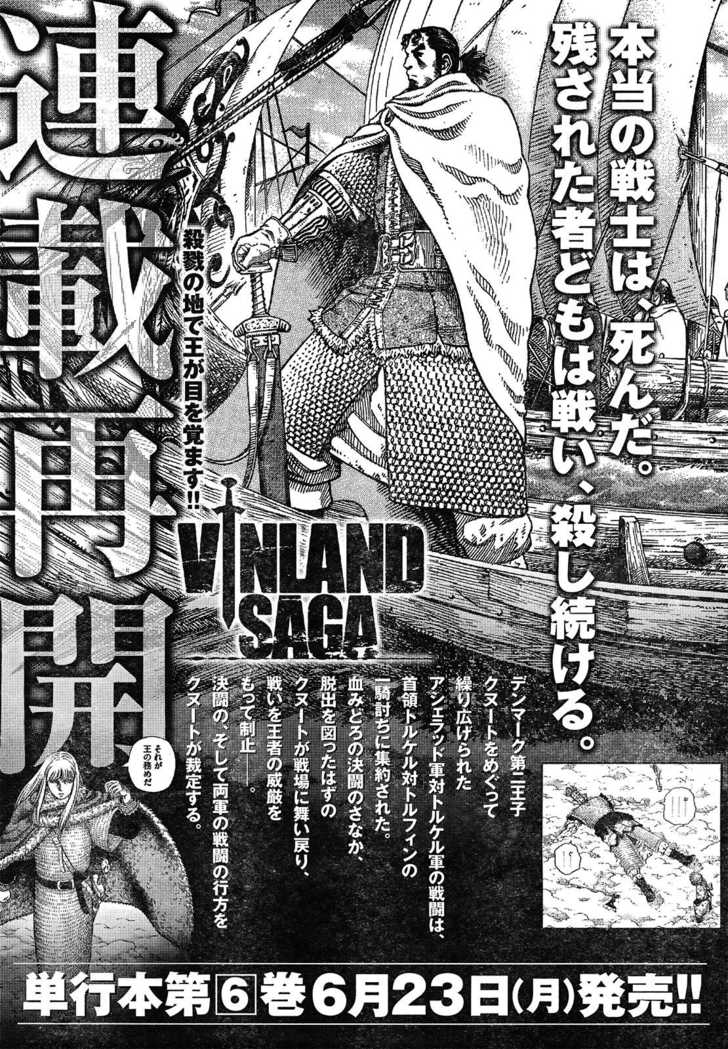 本当の戦士は、死んだ。
残された者どもは戦い、殺し続ける。
連載再開
殺戮の地で王が目を覚ます!!
VINLAND
SAGA
デンマーク第二王子
クヌートをめぐって
繰り広げられた
アシェラッド軍対トルケル軍の戦闘は、
首領トルケル対トルフィンの
一騎討ちに集約された。
血みどろの決闘のさなか、
脱出を図ったはずの
クヌートが戦場に舞い戻り、
戦いを王者の威厳を
もって制止――。
決闘の、そして両軍の戦闘の行方を
クヌートが裁定する。
それが
王の務めだ
単行本第6巻6月23日(月)発売!!